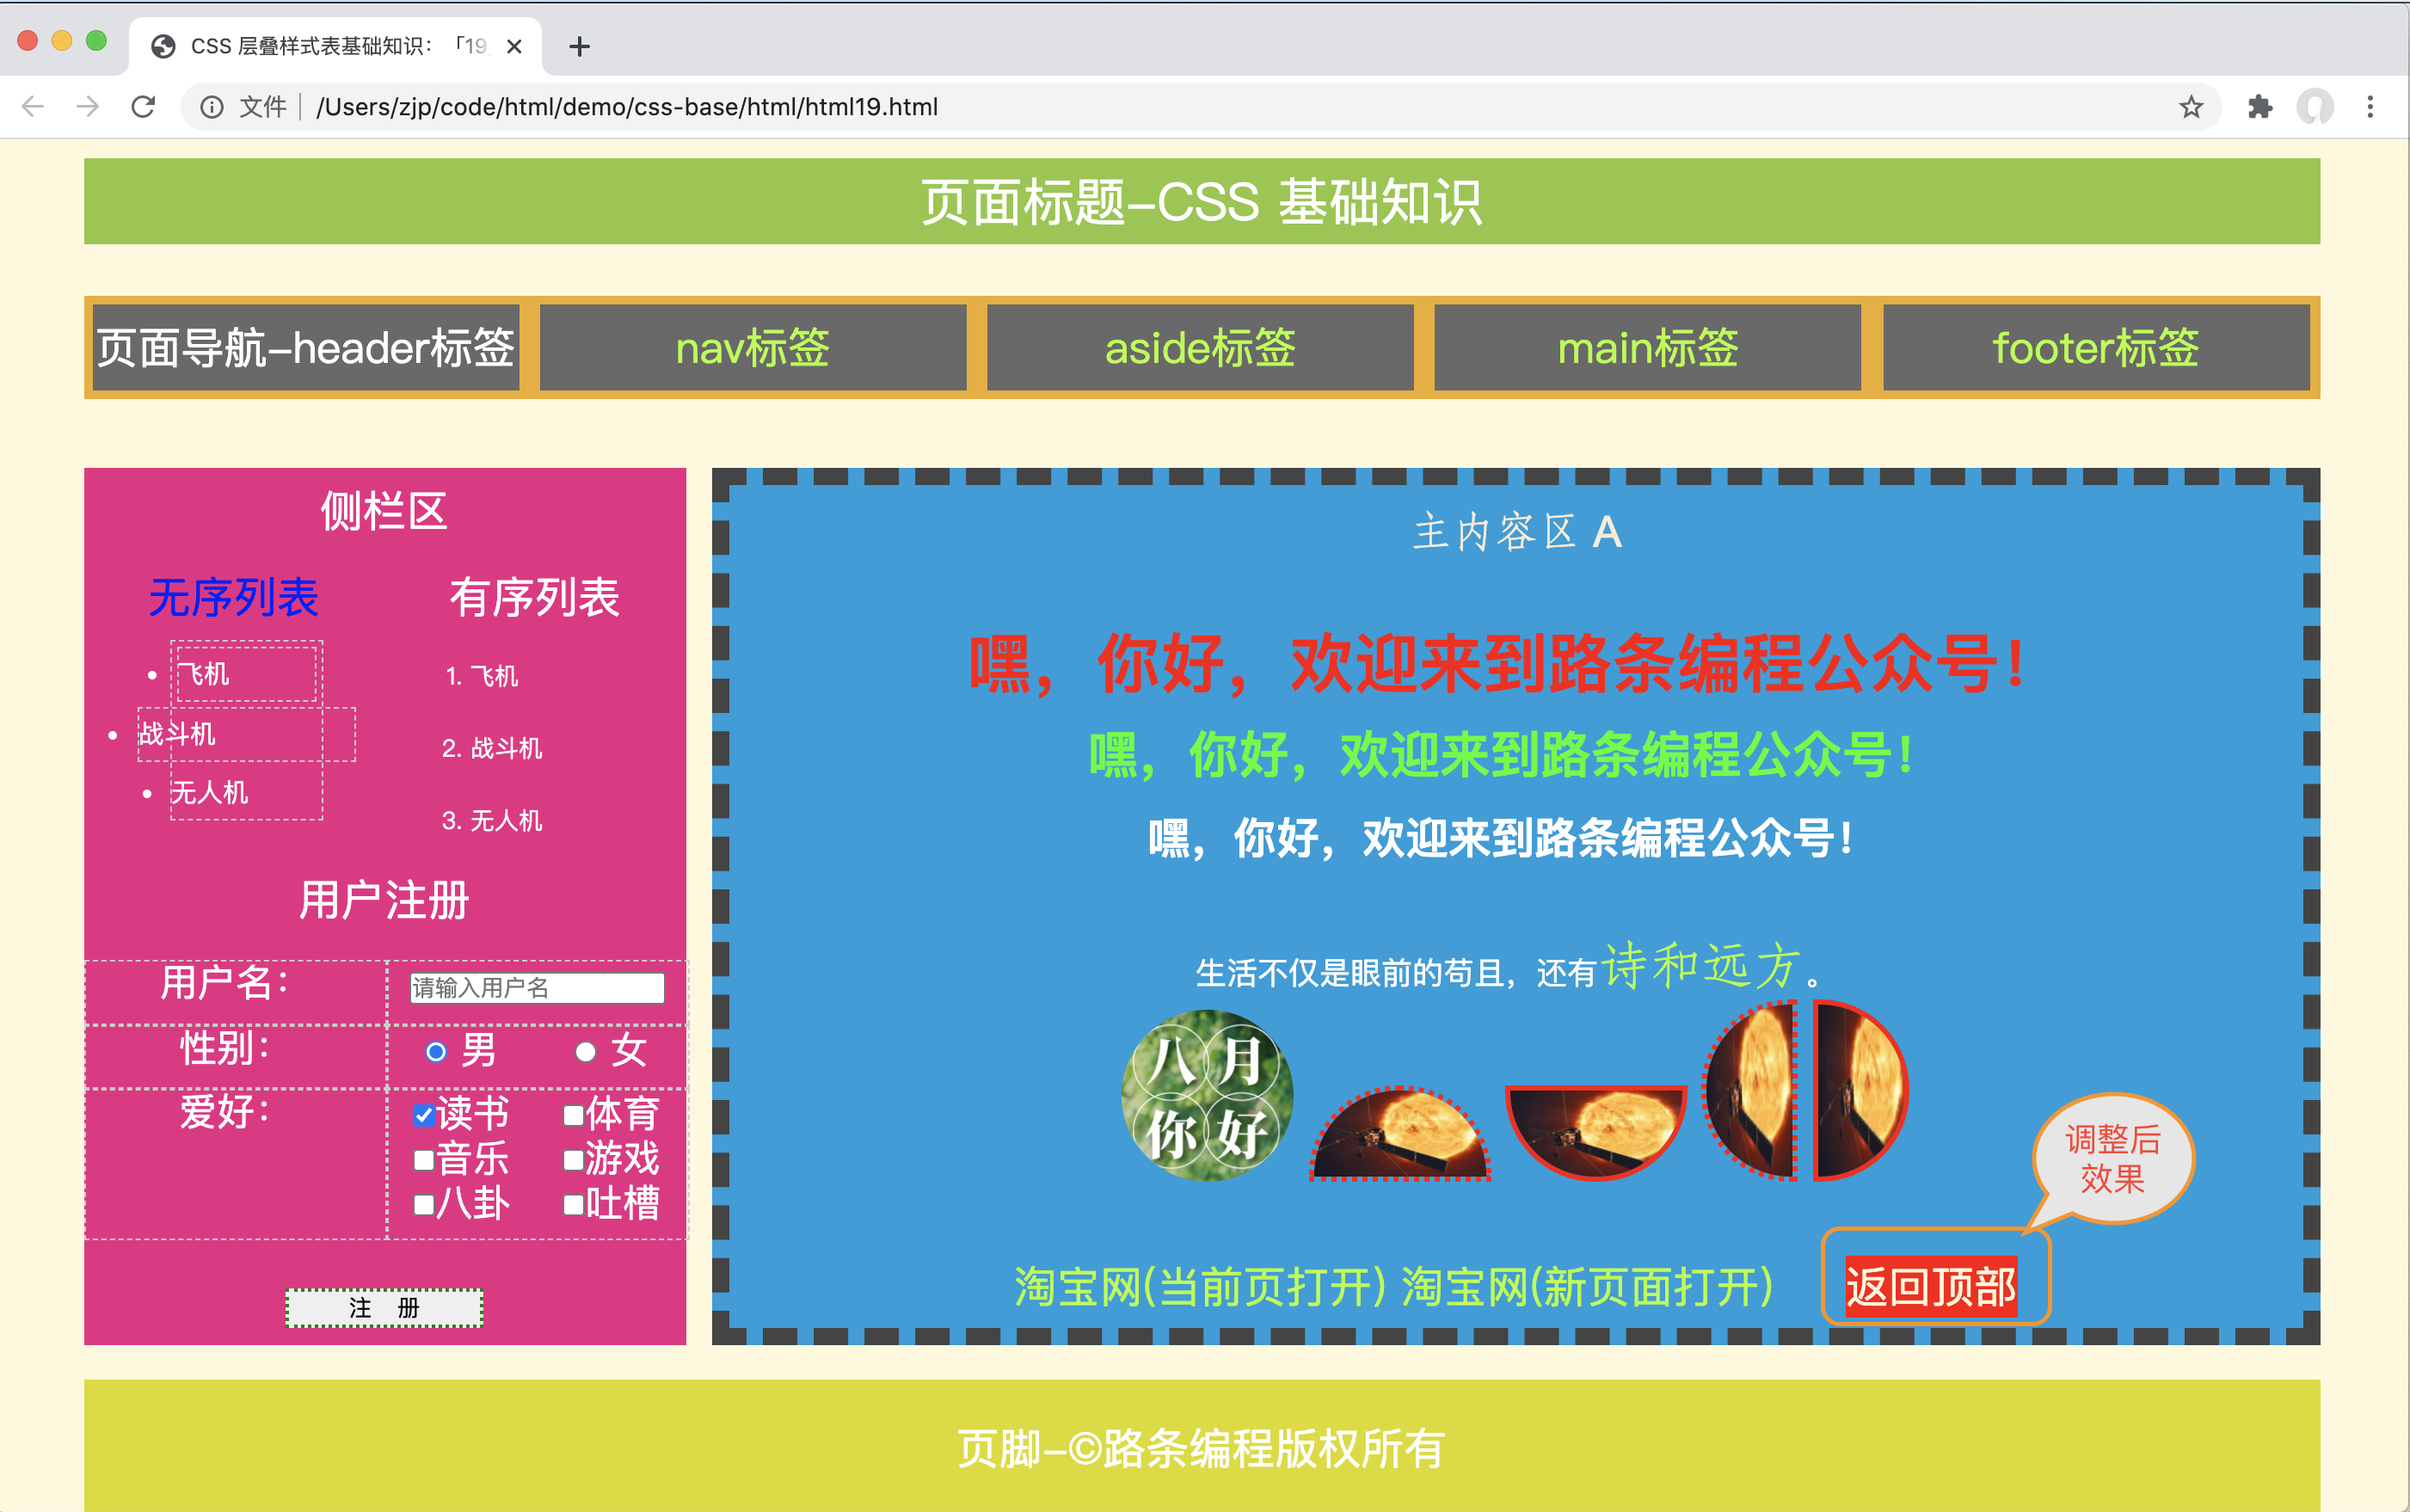 CSS 层叠样式表基础知识：「19
文件 /Users/zjp/code/html/demo/css-base/html/html19.html
页面标题-CSS 基础知识
页面导航-header标签 nav标签 aside标签 main标签 footer标签
侧栏区
无序列表
• 飞机
• 战斗机
• 无人机
有序列表
1. 飞机
2. 战斗机
3. 无人机
用户注册
用户名： 请输入用户名
性别： 男 女
爱好： 读书 体育
音乐 游戏
八卦 吐槽
注 册
主内容区 A
嘿，你好，欢迎来到路条编程公众号！
嘿，你好，欢迎来到路条编程公众号！
嘿，你好，欢迎来到路条编程公众号！
生活不仅是眼前的苟且，还有诗和远方。
八月
你好
调整后
效果
淘宝网(当前页打开) 淘宝网(新页面打开) 返回顶部
页脚-©路条编程版权所有